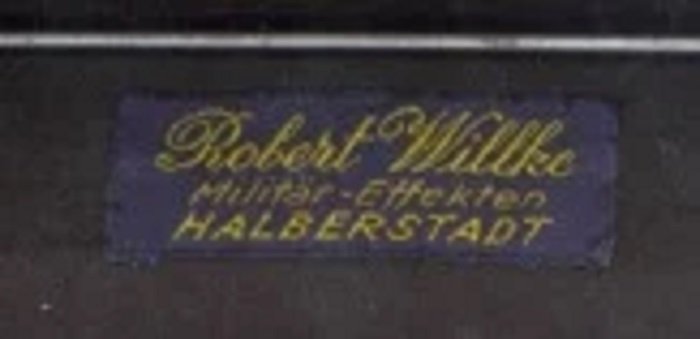 Robert Willke
Militär-Effekten
HALBERSTADT